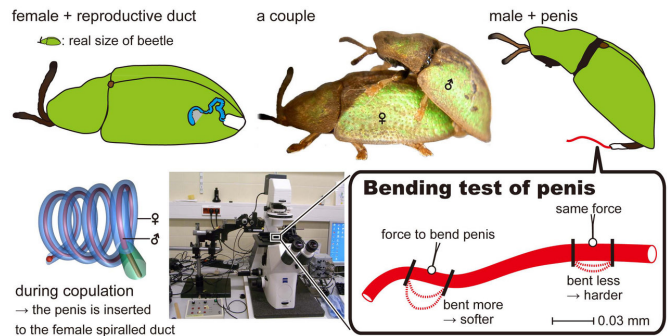 female + reproductive duct
: real size of beetle
a couple
♂
♀
male + penis
♀
♂
during copulation
→ the penis is inserted
to the female spiralled duct
Bending test of penis
same force
force to bend penis
bent less
→ harder
bent more
→ softer
0.03 mm